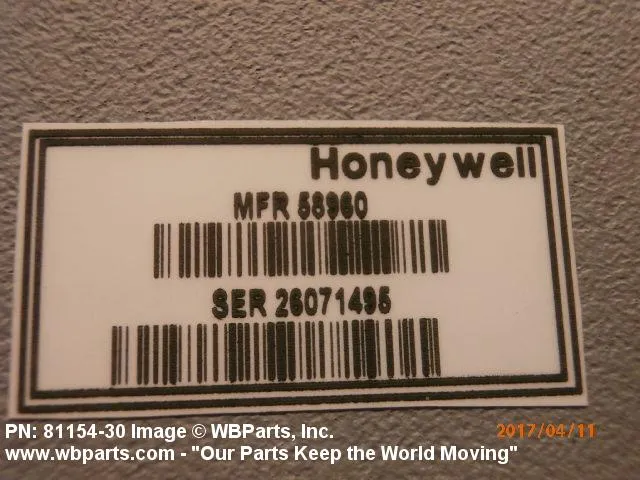 Honeywell
MFR 58960
SER 26071495
PN: 81154-30 Image © WBParts, Inc.
2017/04/11
www.wbparts.com - "Our Parts Keep the World Moving"